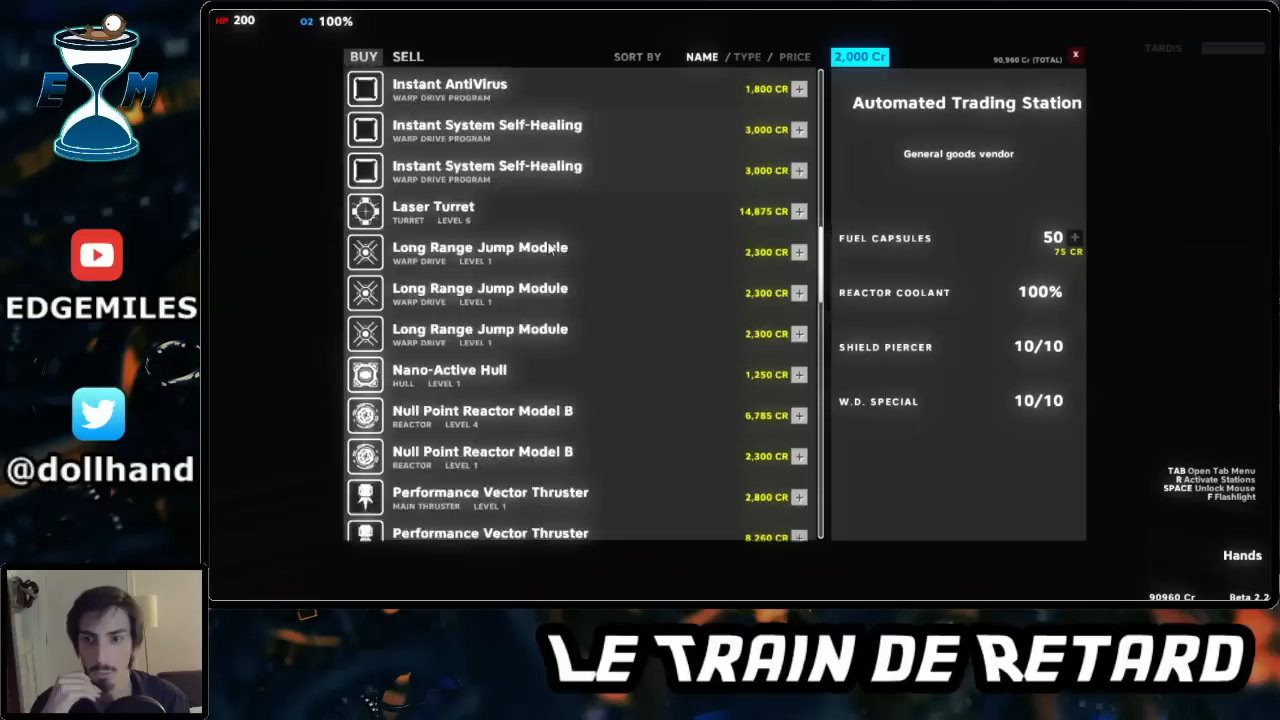 HP 200
O2 100%
E M
EDGEMILES
@dollhand
BUY SELL SORT BY NAME / TYPE / PRICE
Instant AntiVirus
WARP DRIVE PROGRAM
1,800 CR +
Instant System Self-Healing
WARP DRIVE PROGRAM
3,000 CR +
Instant System Self-Healing
WARP DRIVE PROGRAM
3,000 CR +
Laser Turret
TURRET LEVEL 6
14,875 CR +
Long Range Jump Module
WARP DRIVE LEVEL 1
2,300 CR +
Long Range Jump Module
WARP DRIVE LEVEL 1
2,300 CR +
Long Range Jump Module
WARP DRIVE LEVEL 1
2,300 CR +
Nano-Active Hull
HULL LEVEL 1
1,250 CR +
Null Point Reactor Model B
REACTOR LEVEL 4
6,785 CR +
Null Point Reactor Model B
REACTOR LEVEL 1
2,300 CR +
Performance Vector Thruster
MAIN THRUSTER LEVEL 1
2,800 CR +
Performance Vector Thruster
8,260 CR +
2,000 Cr
90,960 Cr (TOTAL) X
Automated Trading Station
General goods vendor
FUEL CAPSULES 50 +
75 CR
REACTOR COOLANT 100%
SHIELD PIERCER 10/10
W.D. SPECIAL 10/10
TARDIS
TAB Open Tab Menu
R Activate Stations
SPACE Unlock Mouse
F Flashlight
Hands
90960 Cr Beta 2.2
LE TRAIN DE RETARD